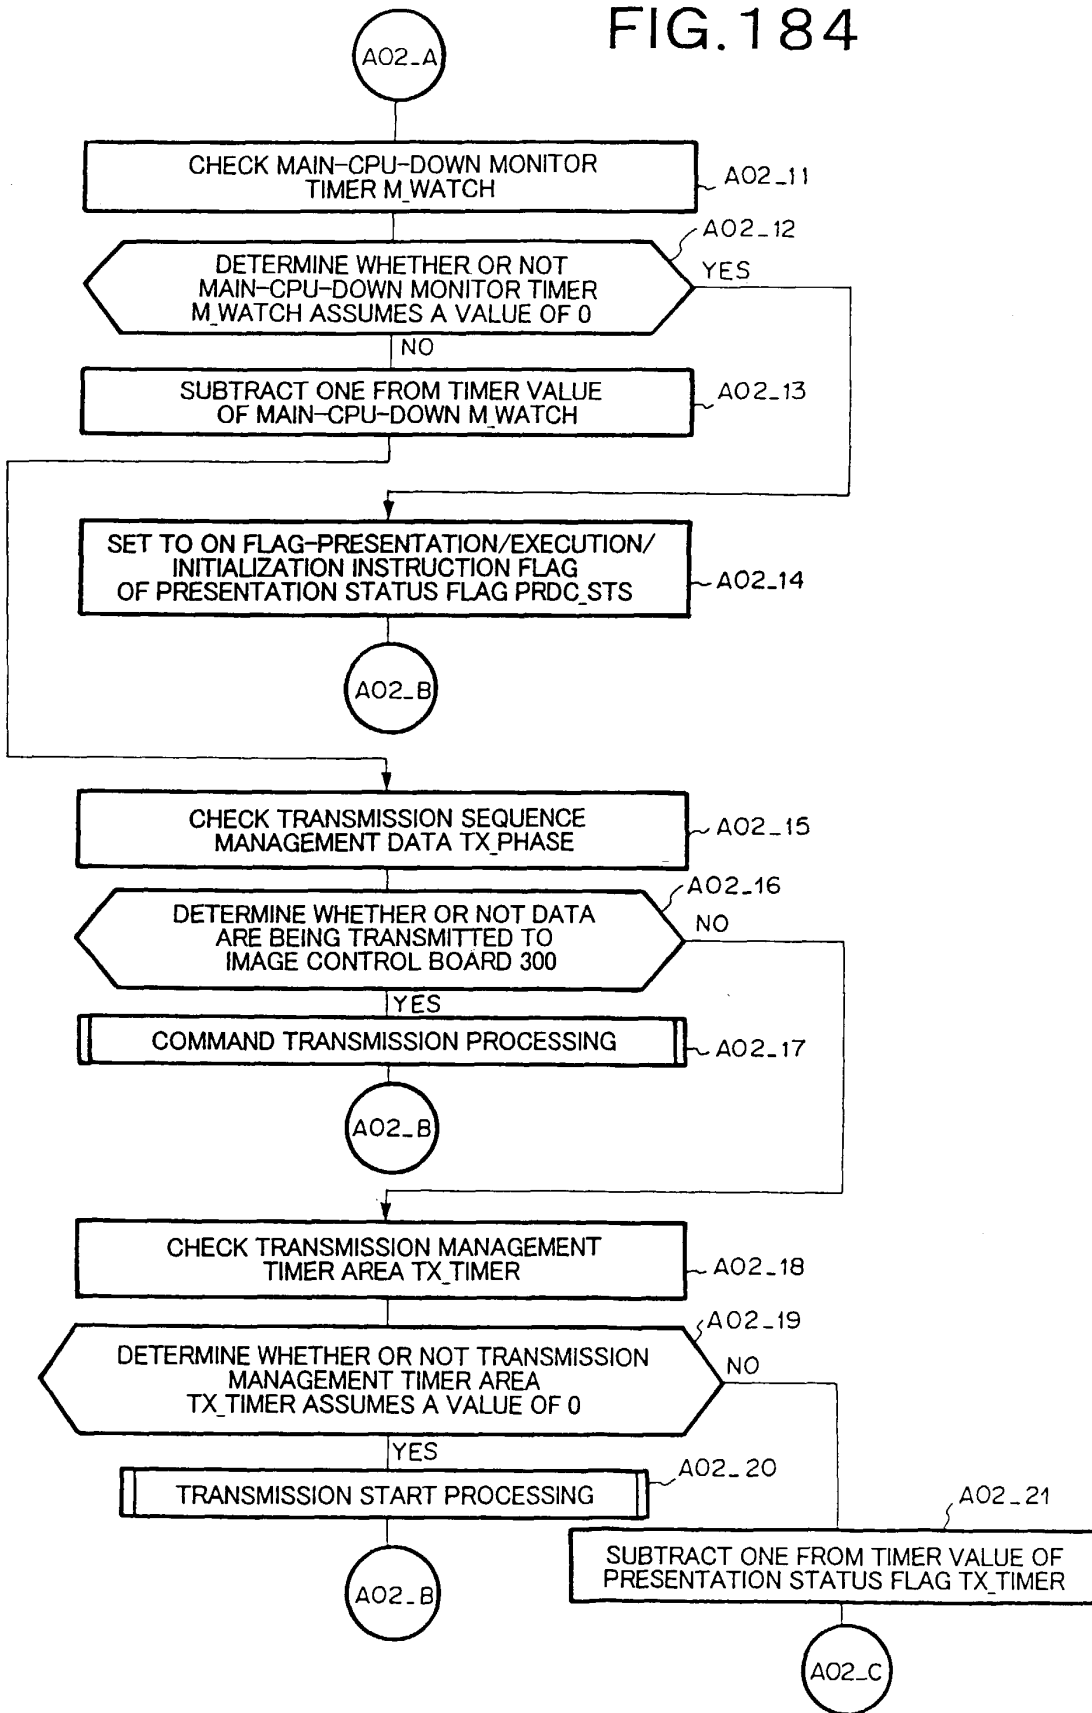 FIG.184
A02_A
CHECK MAIN-CPU-DOWN MONITOR
TIMER M_WATCH
A02_11
A02_12
DETERMINE WHETHER OR NOT
MAIN-CPU-DOWN MONITOR TIMER
M_WATCH ASSUMES A VALUE OF 0
YES
NO
SUBTRACT ONE FROM TIMER VALUE
OF MAIN-CPU-DOWN M_WATCH
A02_13
SET TO ON FLAG-PRESENTATION/EXECUTION/
INITIALIZATION INSTRUCTION FLAG
OF PRESENTATION STATUS FLAG PRDC_STS
A02_14
A02_B
CHECK TRANSMISSION SEQUENCE
MANAGEMENT DATA TX_PHASE
A02_15
A02_16
DETERMINE WHETHER OR NOT DATA
ARE BEING TRANSMITTED TO
IMAGE CONTROL BOARD 300
NO
YES
COMMAND TRANSMISSION PROCESSING
A02_17
A02_B
CHECK TRANSMISSION MANAGEMENT
TIMER AREA TX_TIMER
A02_18
A02_19
DETERMINE WHETHER OR NOT TRANSMISSION
MANAGEMENT TIMER AREA
TX_TIMER ASSUMES A VALUE OF 0
NO
YES
A02_20
TRANSMISSION START PROCESSING
A02_21
SUBTRACT ONE FROM TIMER VALUE OF
PRESENTATION STATUS FLAG TX_TIMER
A02_B
A02_C